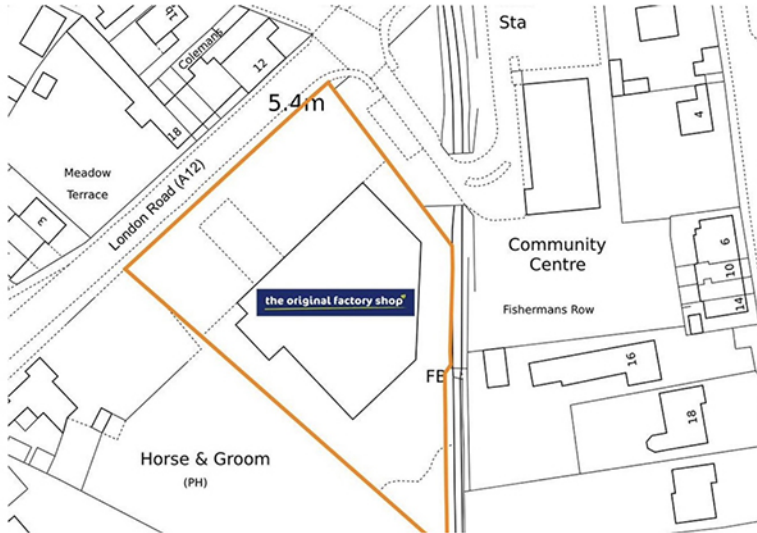 Sta
14
Colemans
12
5.4m
18
4
Meadow
Terrace
London Road (A12)
3
6
Community
Centre
10
the original factory shop
Fishermans Row
14
16
FB
18
Horse & Groom
(PH)